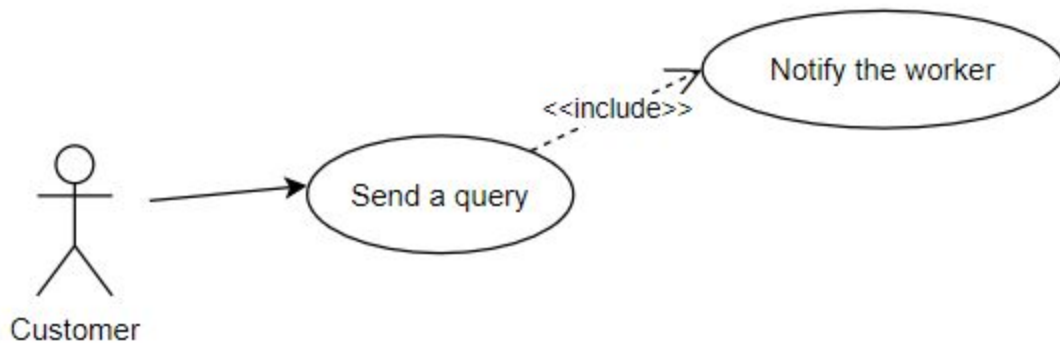 Notify the worker
<<include>>
Send a query
Customer